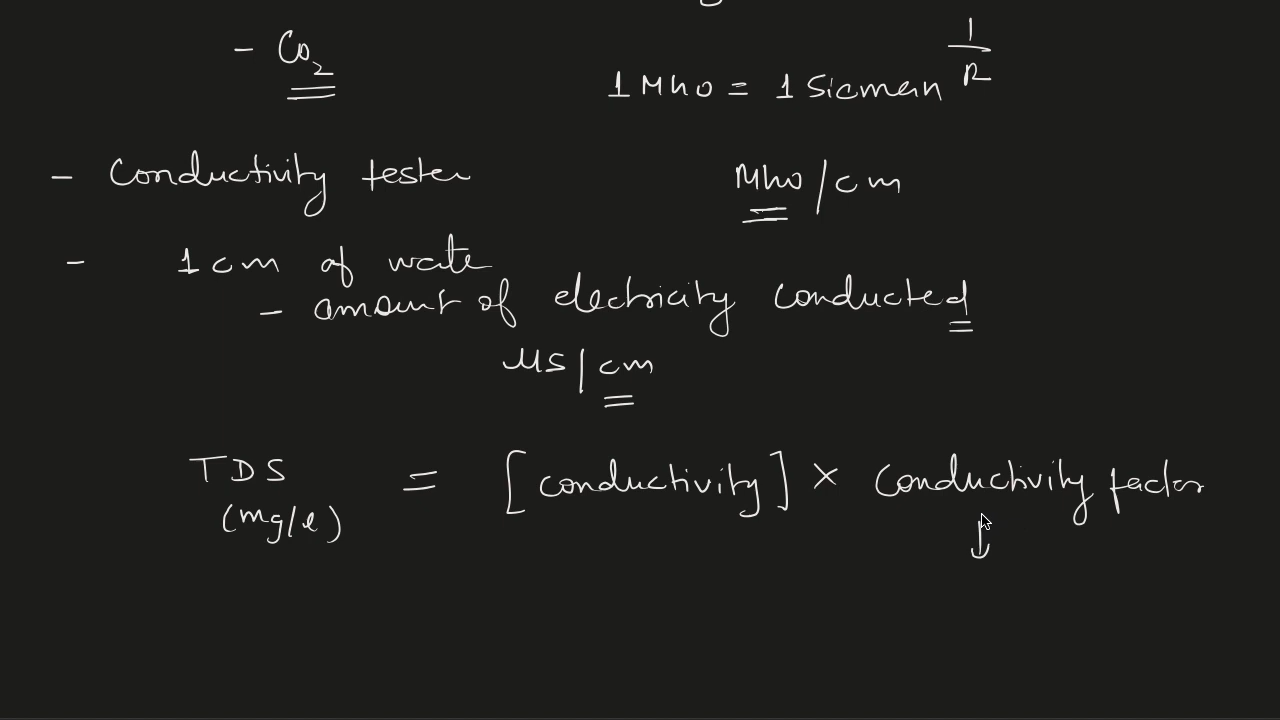 - Co2
1/R
1 Mho = 1 Sicman
- Conductivity tester
Mho/cm
- 1 cm of wate
- amount of electricity conducted
µs/cm
TDS = [conductivity] × Conductivity factor
(mg/l)